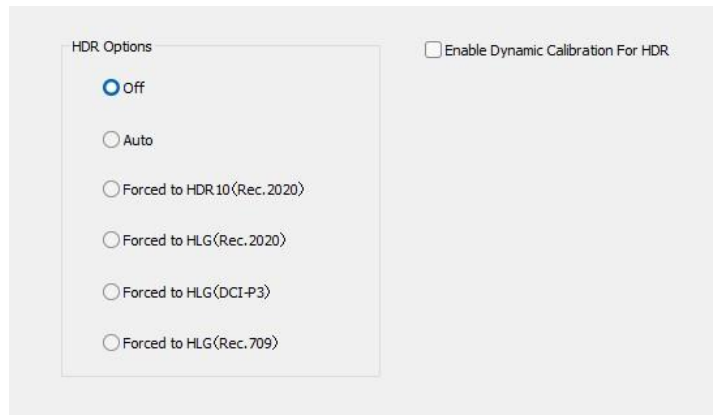 HDR Options
Enable Dynamic Calibration For HDR
Off
Auto
Forced to HDR10(Rec.2020)
Forced to HLG(Rec.2020)
Forced to HLG(DCI-P3)
Forced to HLG(Rec.709)